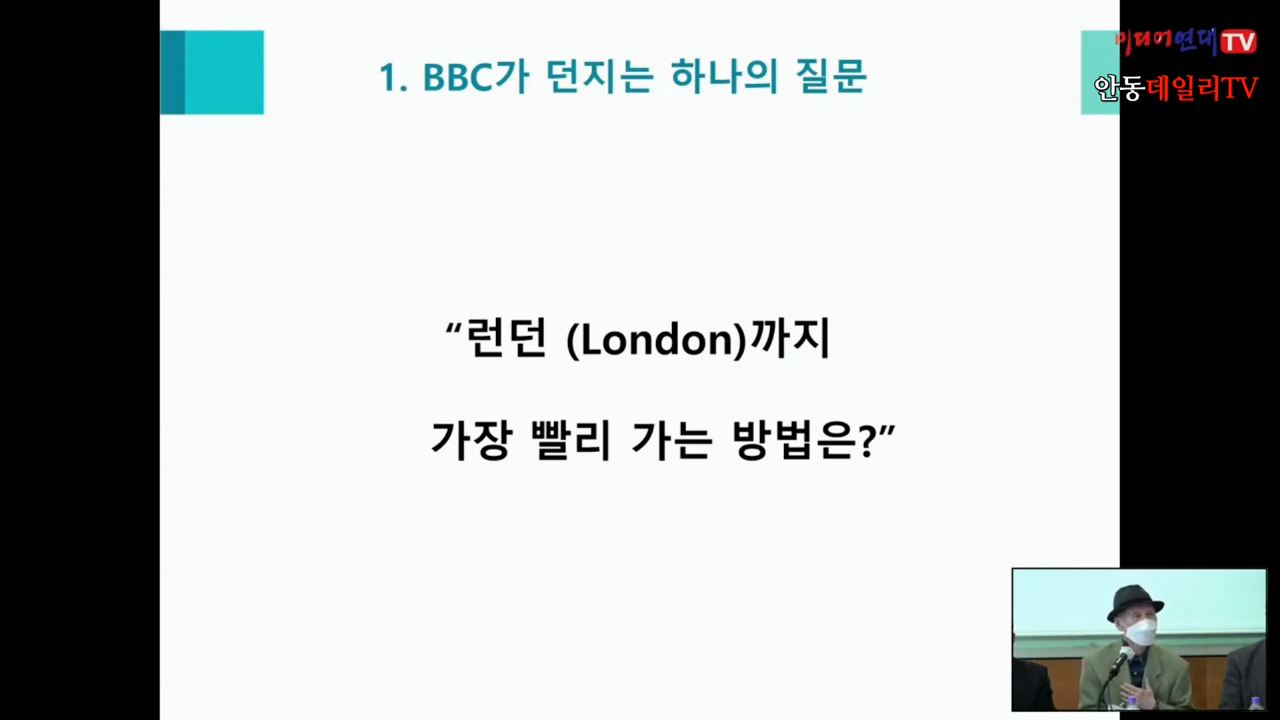 1. BBC가 던지는 하나의 질문
미디어연대TV
안동데일리TV
“런던 (London)까지
가장 빨리 가는 방법은?”